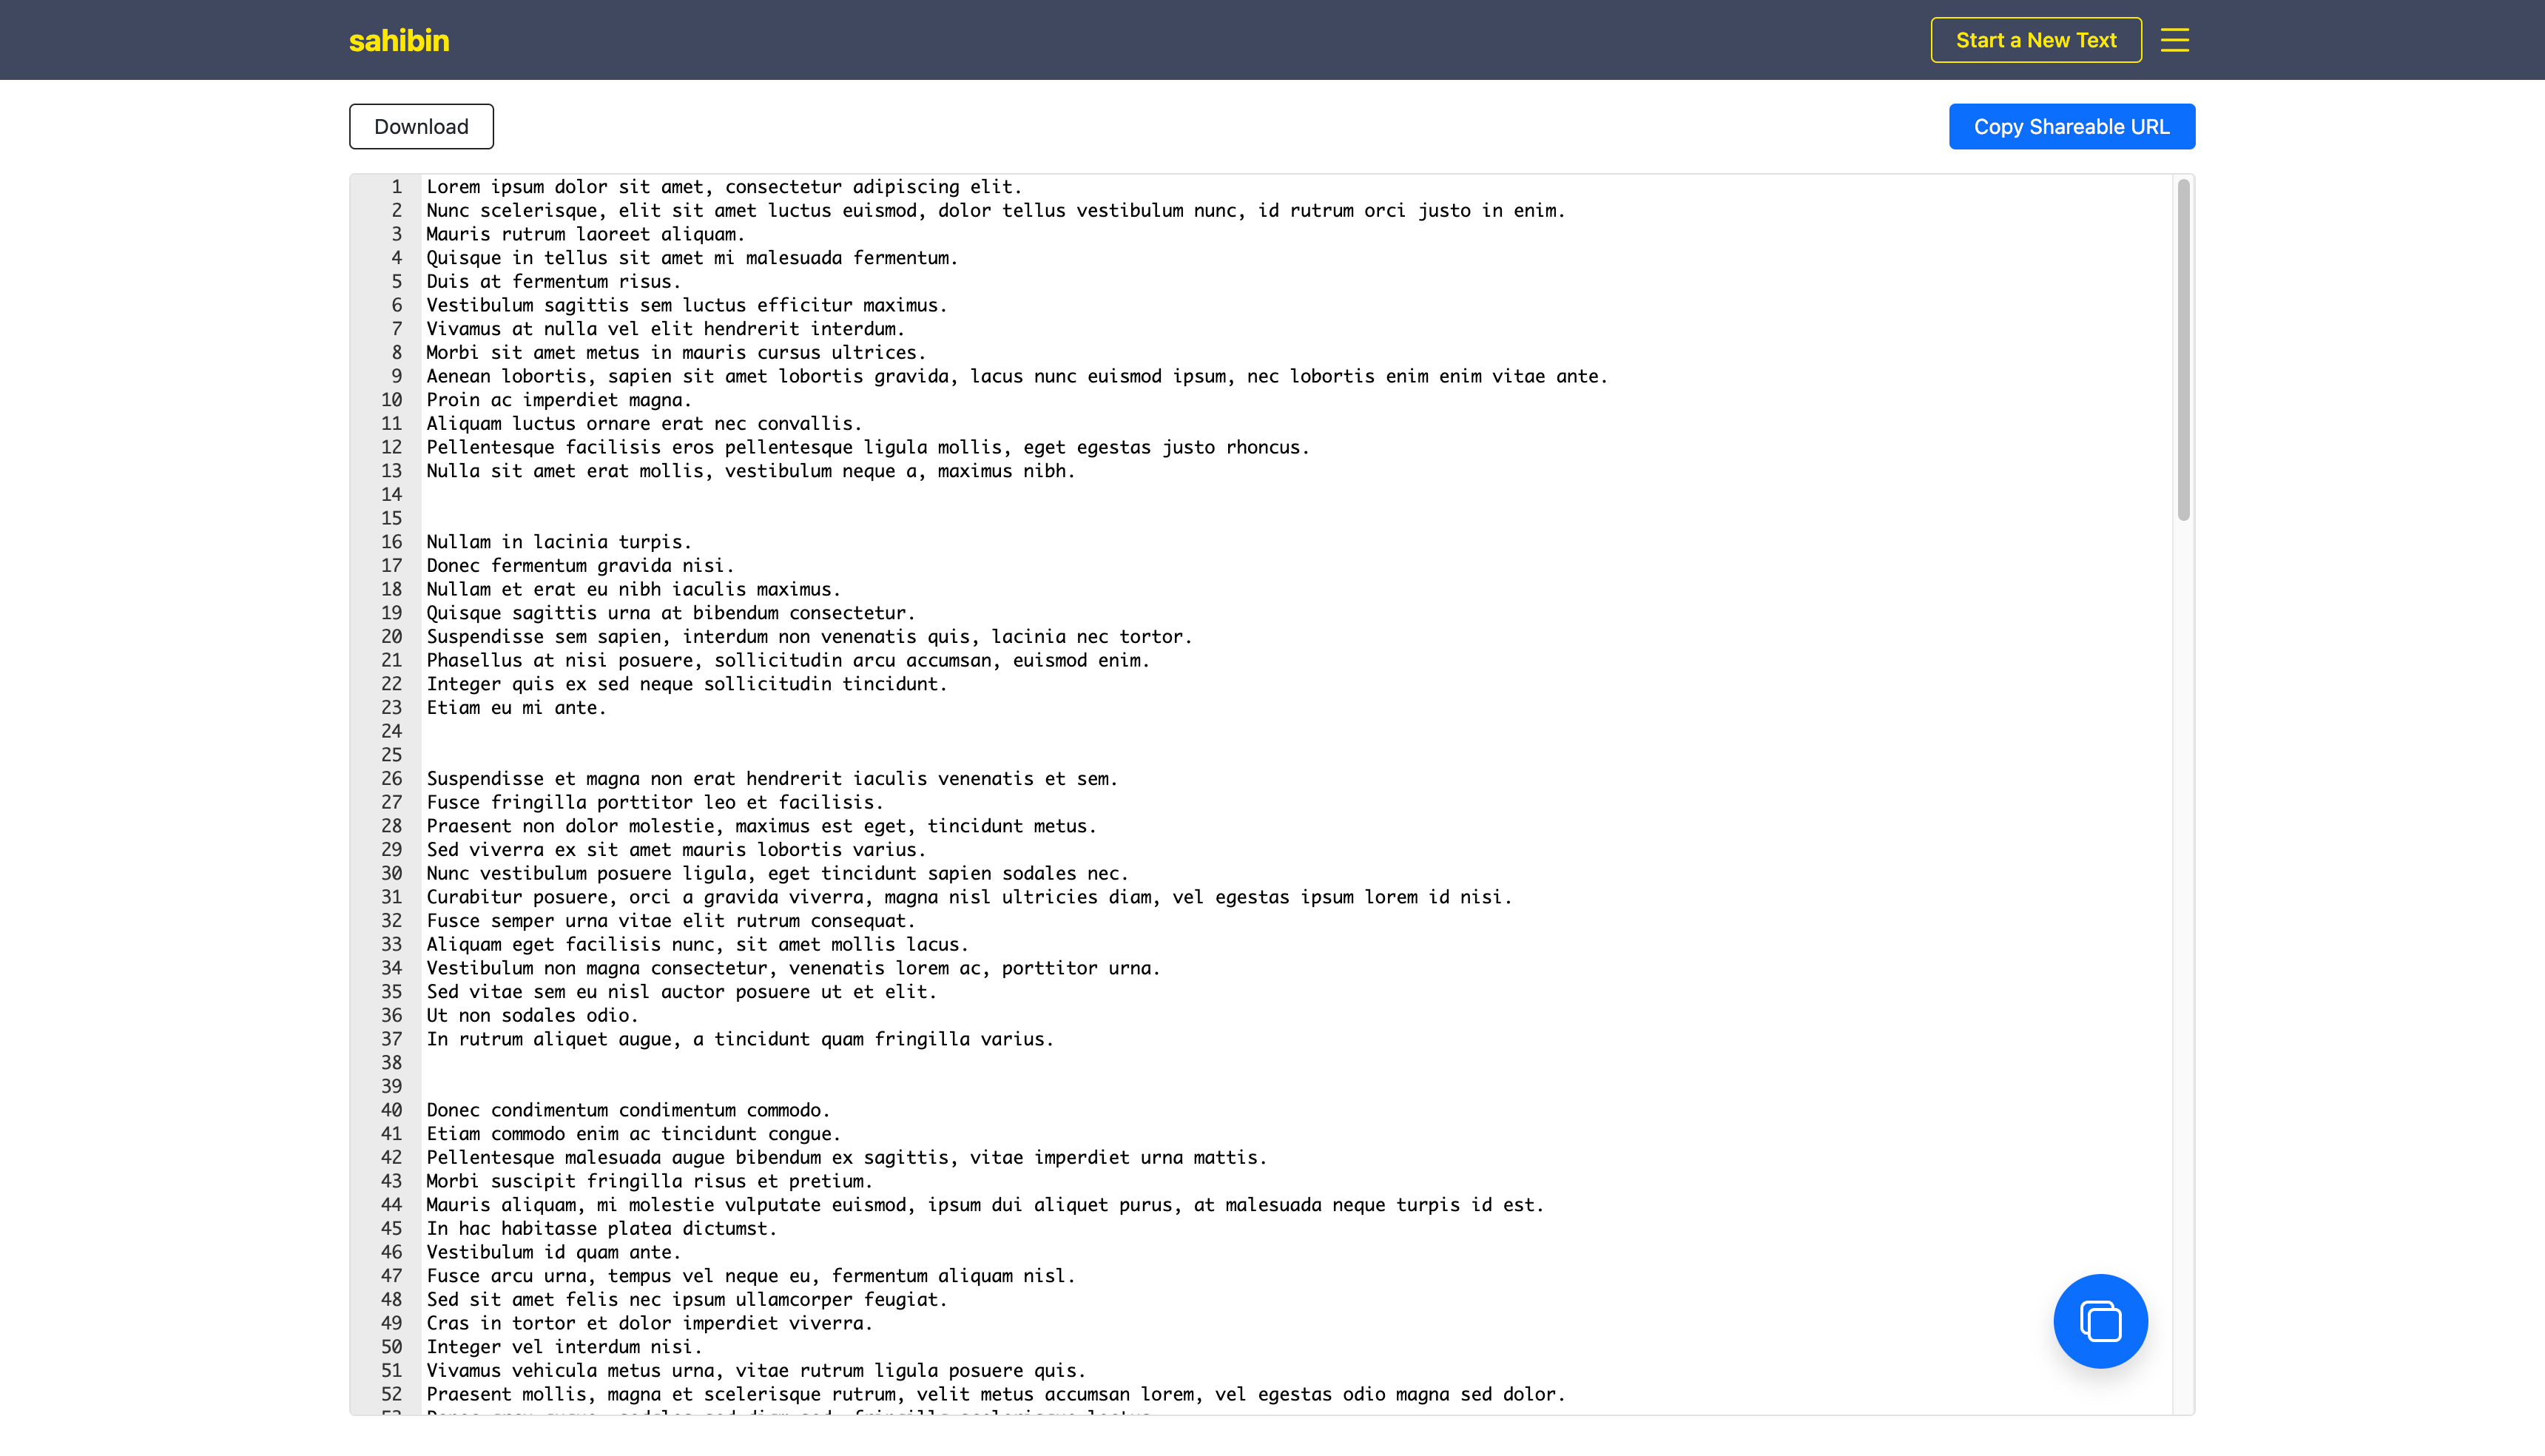 sahibin
Start a New Text
Download
Copy Shareable URL
1 Lorem ipsum dolor sit amet, consectetur adipiscing elit.
2 Nunc scelerisque, elit sit amet luctus euismod, dolor tellus vestibulum nunc, id rutrum orci justo in enim.
3 Mauris rutrum laoreet aliquam.
4 Quisque in tellus sit amet mi malesuada fermentum.
5 Duis at fermentum risus.
6 Vestibulum sagittis sem luctus efficitur maximus.
7 Vivamus at nulla vel elit hendrerit interdum.
8 Morbi sit amet metus in mauris cursus ultrices.
9 Aenean lobortis, sapien sit amet lobortis gravida, lacus nunc euismod ipsum, nec lobortis enim enim vitae ante.
10 Proin ac imperdiet magna.
11 Aliquam luctus ornare erat nec convallis.
12 Pellentesque facilisis eros pellentesque ligula mollis, eget egestas justo rhoncus.
13 Nulla sit amet erat mollis, vestibulum neque a, maximus nibh.
14
15
16 Nullam in lacinia turpis.
17 Donec fermentum gravida nisi.
18 Nullam et erat eu nibh iaculis maximus.
19 Quisque sagittis urna at bibendum consectetur.
20 Suspendisse sem sapien, interdum non venenatis quis, lacinia nec tortor.
21 Phasellus at nisi posuere, sollicitudin arcu accumsan, euismod enim.
22 Integer quis ex sed neque sollicitudin tincidunt.
23 Etiam eu mi ante.
24
25
26 Suspendisse et magna non erat hendrerit iaculis venenatis et sem.
27 Fusce fringilla porttitor leo et facilisis.
28 Praesent non dolor molestie, maximus est eget, tincidunt metus.
29 Sed viverra ex sit amet mauris lobortis varius.
30 Nunc vestibulum posuere ligula, eget tincidunt sapien sodales nec.
31 Curabitur posuere, orci a gravida viverra, magna nisl ultricies diam, vel egestas ipsum lorem id nisi.
32 Fusce semper urna vitae elit rutrum consequat.
33 Aliquam eget facilisis nunc, sit amet mollis lacus.
34 Vestibulum non magna consectetur, venenatis lorem ac, porttitor urna.
35 Sed vitae sem eu nisl auctor posuere ut et elit.
36 Ut non sodales odio.
37 In rutrum aliquet augue, a tincidunt quam fringilla varius.
38
39
40 Donec condimentum condimentum commodo.
41 Etiam commodo enim ac tincidunt congue.
42 Pellentesque malesuada augue bibendum ex sagittis, vitae imperdiet urna mattis.
43 Morbi suscipit fringilla risus et pretium.
44 Mauris aliquam, mi molestie vulputate euismod, ipsum dui aliquet purus, at malesuada neque turpis id est.
45 In hac habitasse platea dictumst.
46 Vestibulum id quam ante.
47 Fusce arcu urna, tempus vel neque eu, fermentum aliquam nisl.
48 Sed sit amet felis nec ipsum ullamcorper feugiat.
49 Cras in tortor et dolor imperdiet viverra.
50 Integer vel interdum nisi.
51 Vivamus vehicula metus urna, vitae rutrum ligula posuere quis.
52 Praesent mollis, magna et scelerisque rutrum, velit metus accumsan lorem, vel egestas odio magna sed dolor.